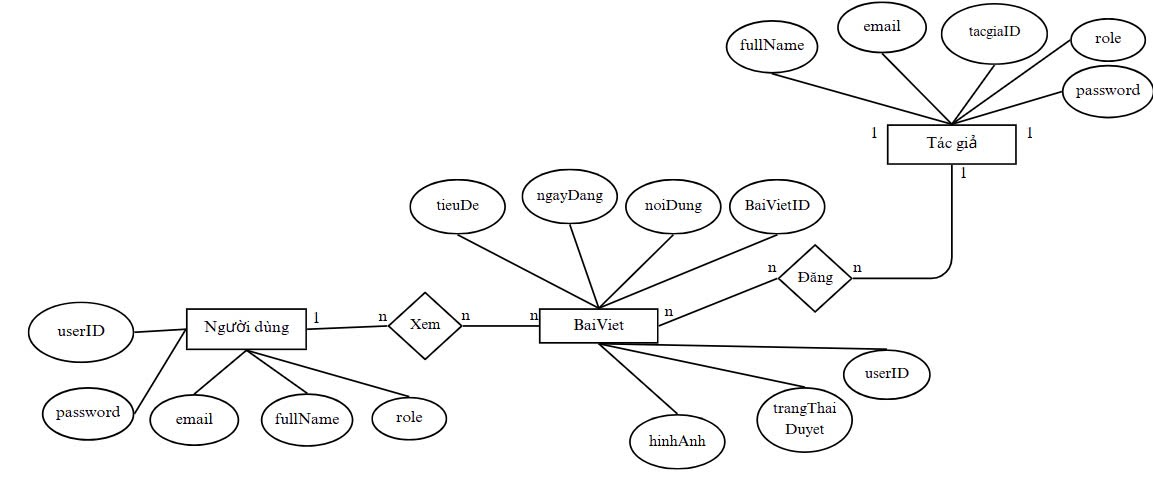 email
tacgiaID
role
fullName
password
1
Tác giả
1
1
tieuDe
ngayDang
noiDung
BaiVietID
n
Đăng
n
userID
Người dùng
1
n
Xem
n
n
BaiViet
n
userID
password
email
fullName
role
hinhAnh
trangThai
Duyet